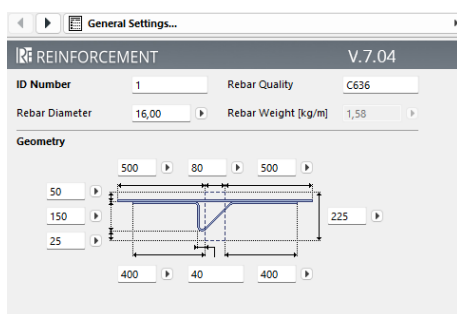 General Settings...
REINFORCEMENT V.7.04
ID Number 1 Rebar Quality C636
Rebar Diameter 16,00 Rebar Weight [kg/m] 1,58
Geometry
500 80 500
50
150 225
25
400 40 400